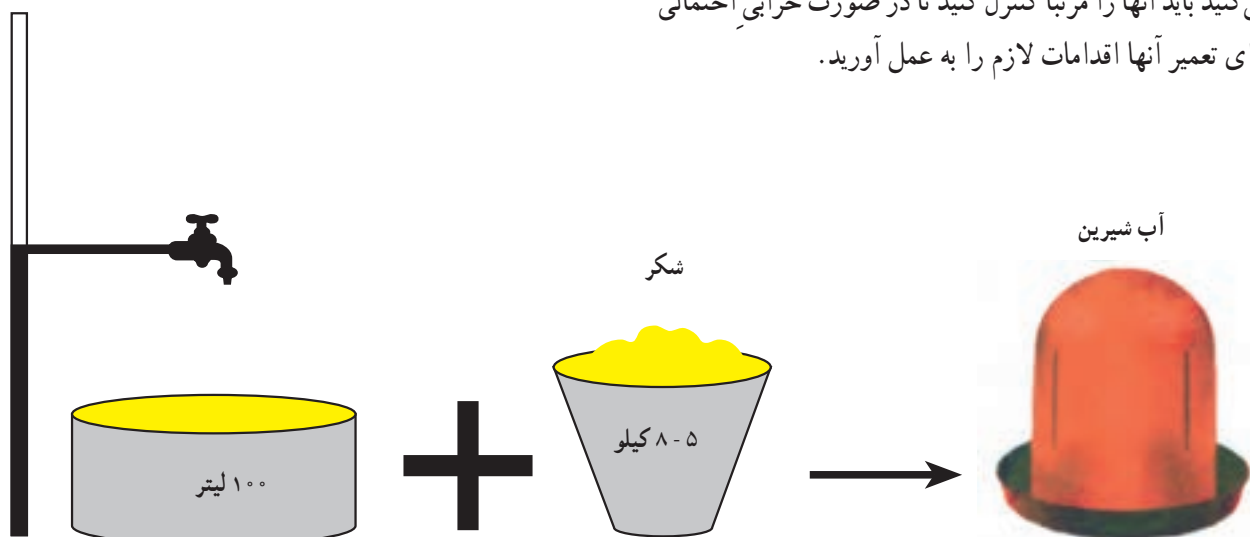 کنید باید آنها را مرتباً کنترل کنید تا در صورت خرابیِ احتمالی
ی تعمیر آنها اقدامات لازم را به عمل آورید.
آب شیرین
شکر
۸ - ۵ کیلو
۱۰۰ لیتر